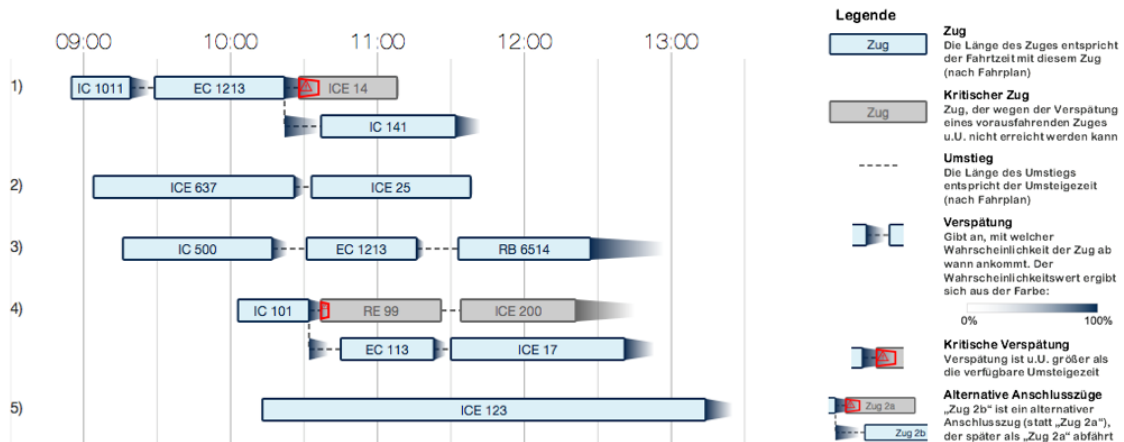 09:00 10:00 11:00 12:00 13:00
1) IC 1011 EC 1213 ICE 14
IC 141
2) ICE 637 ICE 25
3) IC 500 EC 1213 RB 6514
4) IC 101 RE 99 ICE 200
EC 113 ICE 17
5) ICE 123
Legende
Zug
Zug
Die Länge des Zuges entspricht
der Fahrtzeit mit diesem Zug
(nach Fahrplan)
Zug
Kritischer Zug
Zug, der wegen der Verspätung
eines vorausfahrenden Zuges
u.U. nicht erreicht werden kann
Umstieg
Die Länge des Umstiegs
entspricht der Umsteigezeit
(nach Fahrplan)
Verspätung
Gibt an, mit welcher
Wahrscheinlichkeit der Zug ab
wann ankommt. Der
Wahrscheinlichkeitswert ergibt
sich aus der Farbe:
0% 100%
Kritische Verspätung
Verspätung ist u.U. größer als
die verfügbare Umsteigezeit
Zug 2a
Zug 2b
Alternative Anschlusszüge
„Zug 2b“ ist ein alternativer
Anschlusszug (statt „Zug 2a“),
der später als „Zug 2a“ abfährt